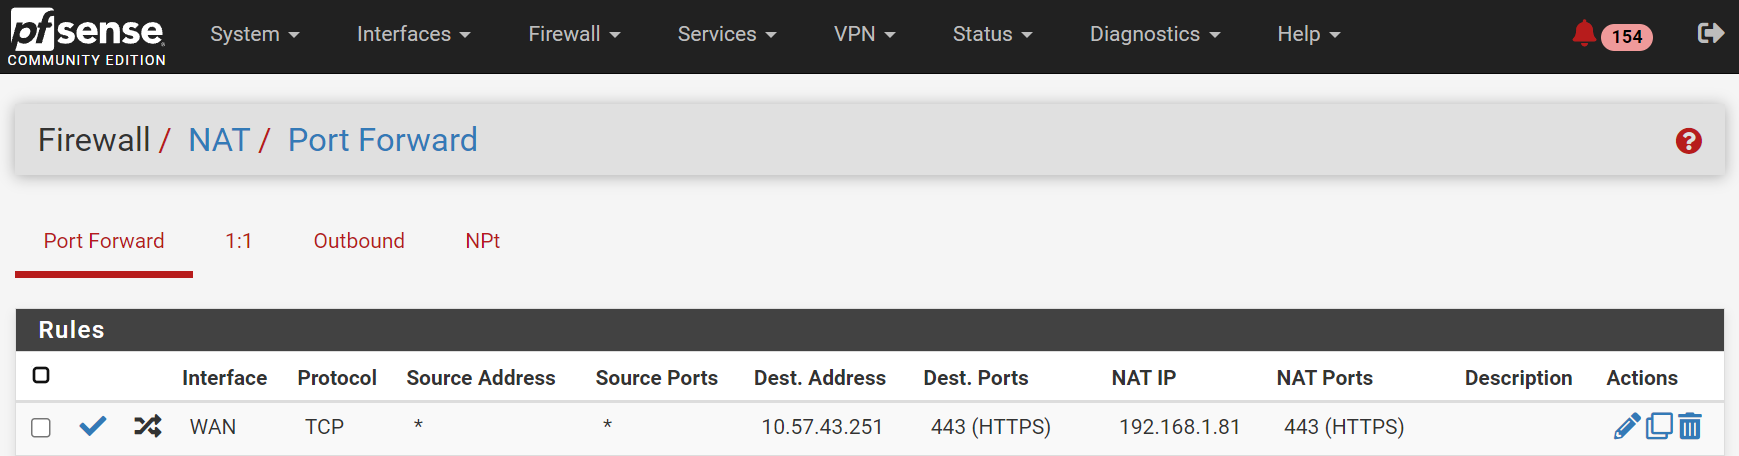 pfsense
COMMUNITY EDITION
System Interfaces Firewall Services VPN Status Diagnostics Help 154
Firewall / NAT / Port Forward
Port Forward 1:1 Outbound NPt
Rules
Interface Protocol Source Address Source Ports Dest. Address Dest. Ports NAT IP NAT Ports Description Actions
WAN TCP * * 10.57.43.251 443 (HTTPS) 192.168.1.81 443 (HTTPS)